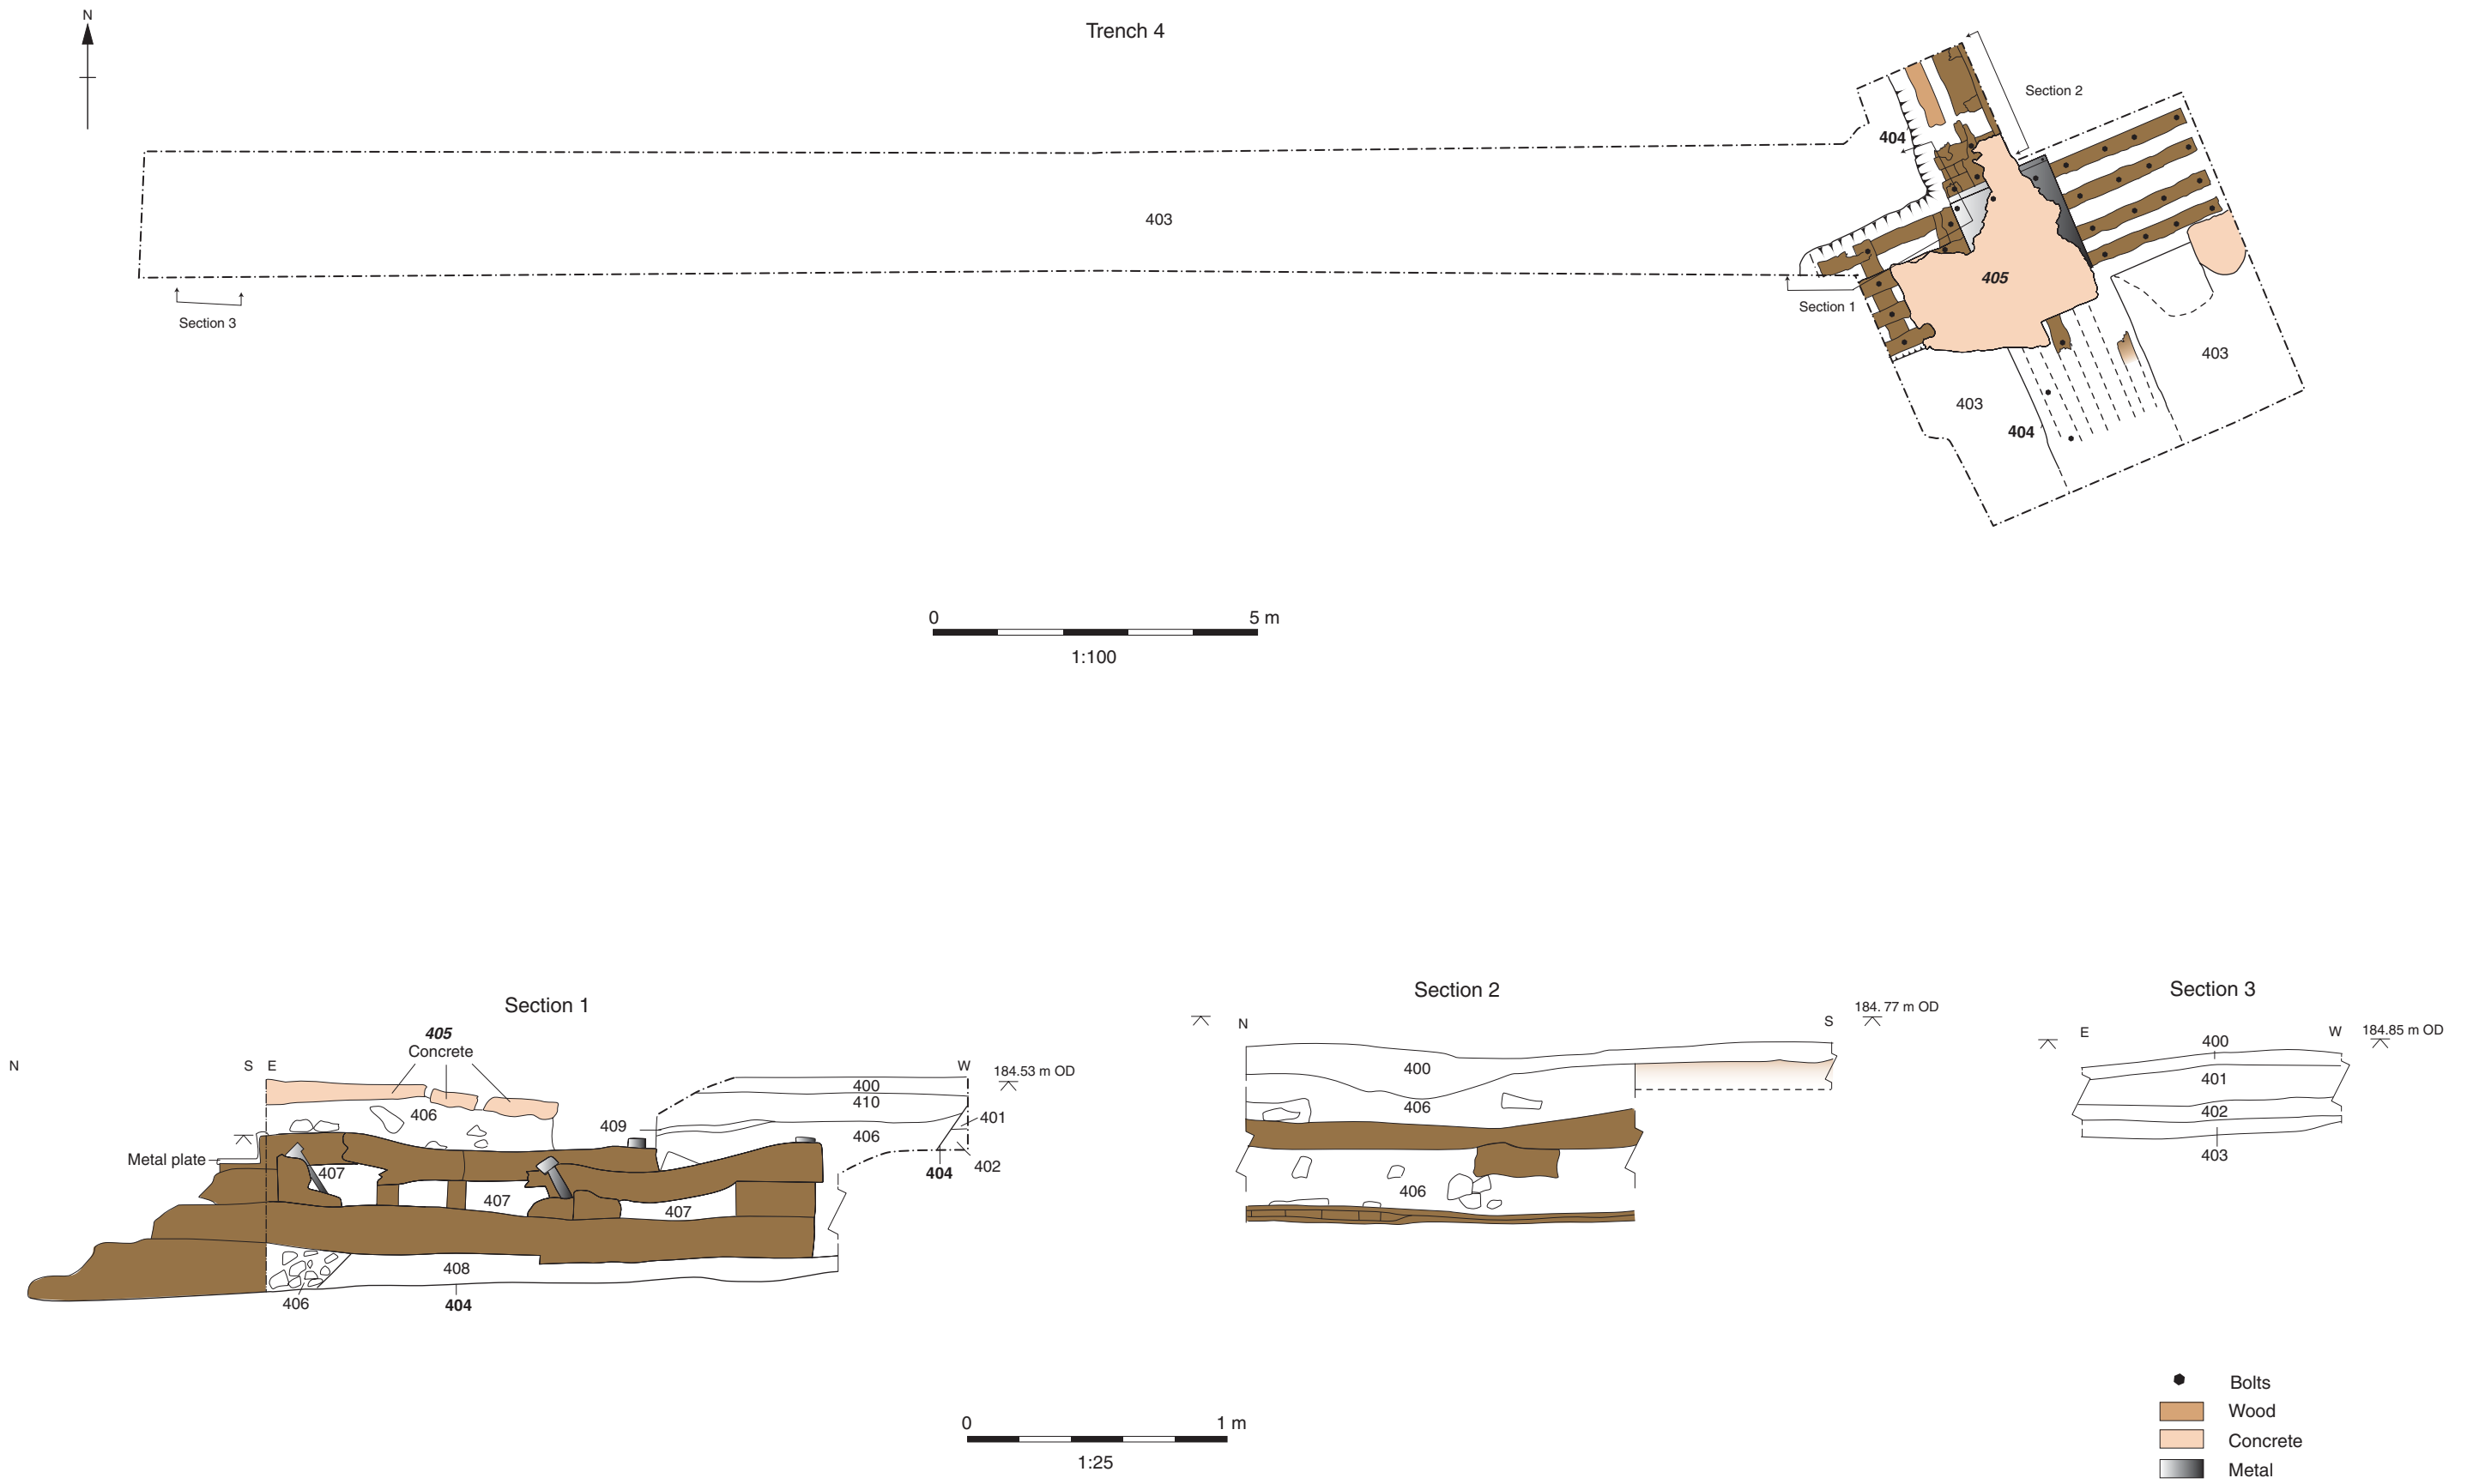 N
Trench 4
Section 2
404
403
405
Section 1
Section 3
403
403
404
0 5 m
1:100
Section 1
405
Concrete
N S E W 184.53 m OD
400
410
406
401
409
406
Metal plate
407
404
402
407
407
408
406
404
Section 2
N S 184. 77 m OD
400
406
406
Section 3
E W 184.85 m OD
400
401
402
403
0 1 m
1:25
Bolts
Wood
Concrete
Metal